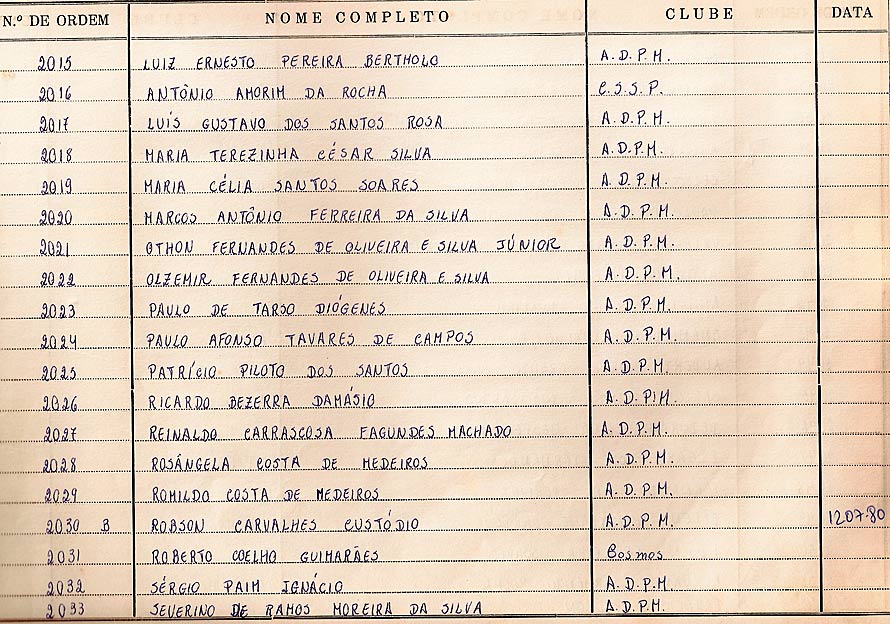 N.º DE ORDEM NOME COMPLETO CLUBE DATA
2015 LUIZ ERNESTO PEREIRA BERTHOLO A.D.P.M.
2016 ANTÔNIO AMORIM DA ROCHA C.S.S.P.
2017 LUÍS GUSTAVO DOS SANTOS ROSA A.D.P.M.
2018 MARIA TEREZINHA CÉSAR SILVA A.D.P.M.
2019 MARIA CÉLIA SANTOS SOARES A.D.P.M.
2020 MARCOS ANTÔNIO FERREIRA DA SILVA A.D.P.M.
2021 OTHON FERNANDES DE OLIVEIRA E SILVA JÚNIOR A.D.P.M.
2022 OLZEMIR FERNANDES DE OLIVEIRA E SILVA A.D.P.M.
2023 PAULO DE TARSO DIÓGENES A.D.P.M.
2024 PAULO AFONSO TAVARES DE CAMPOS A.D.P.M.
2025 PATRÍCIO PILOTO DOS SANTOS A.D.P.M.
2026 RICARDO BEZERRA DAMÁSIO A.D.P.M.
2027 REINALDO CARRASCOSA FAGUNDES MACHADO A.D.P.M.
2028 ROSÂNGELA COSTA DE MEDEIROS A.D.P.M.
2029 ROMILDO COSTA DE MEDEIROS A.D.P.M.
2030 B ROBSON CARVALHES CUSTÓDIO A.D.P.M. 1207-80
2031 ROBERTO COELHO GUIMARÃES Cosmos
2032 SÉRGIO PAIM IGNÁCIO A.D.P.M
2033 SEVERINO DE RAMOS MOREIRA DA SILVA A.D.P.M.